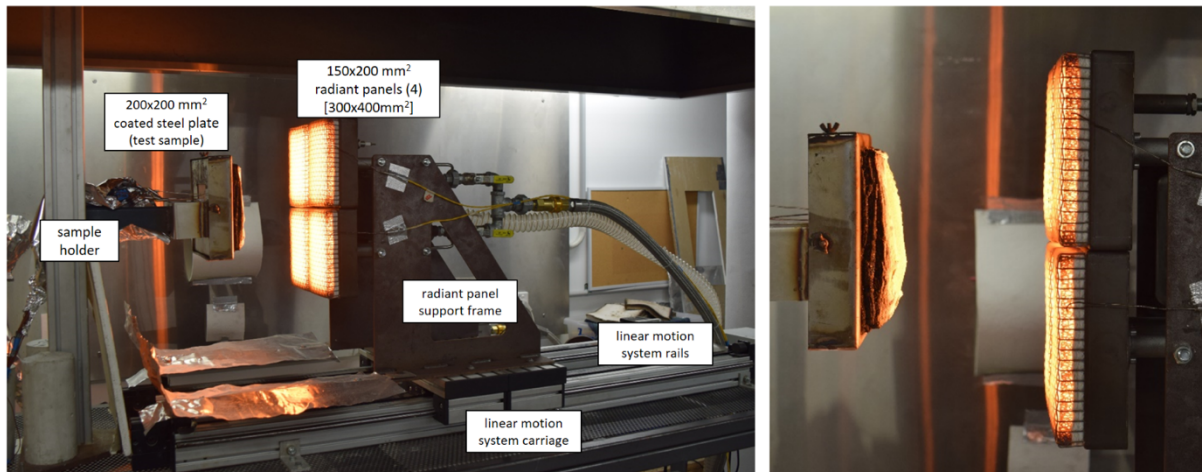 150x200 mm²
radiant panels (4)
[300x400mm²]
200x200 mm²
coated steel plate
(test sample)
sample
holder
radiant panel
support frame
linear motion
system rails
linear motion
system carriage